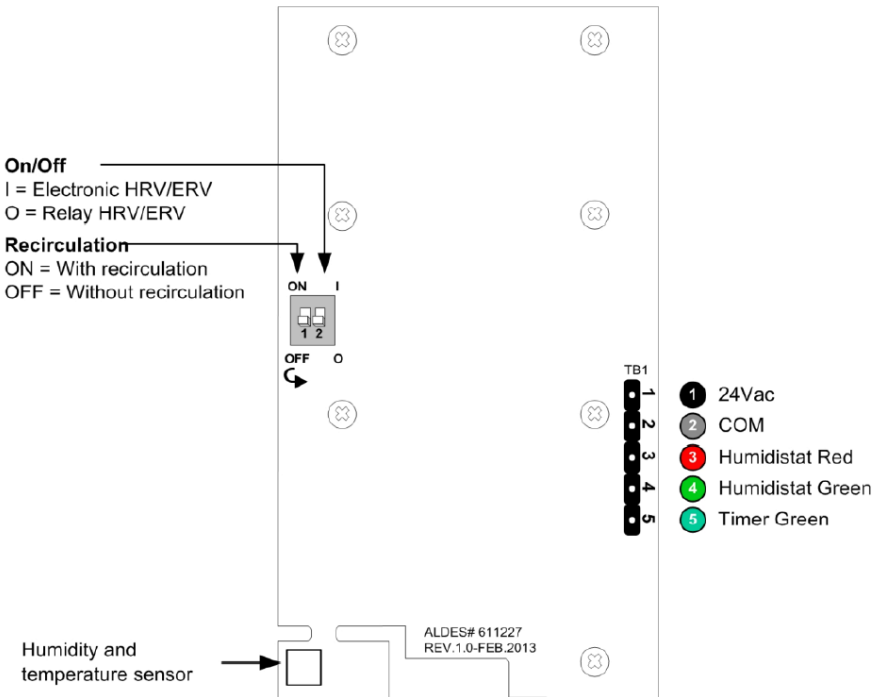 On/Off
I = Electronic HRV/ERV
O = Relay HRV/ERV
Recirculation
ON = With recirculation
OFF = Without recirculation
ON I
1 2
OFF O
TB1
1 1 24Vac
2 2 COM
3 3 Humidistat Red
4 4 Humidistat Green
5 5 Timer Green
ALDES# 611227
REV.1.0-FEB.2013
Humidity and
temperature sensor